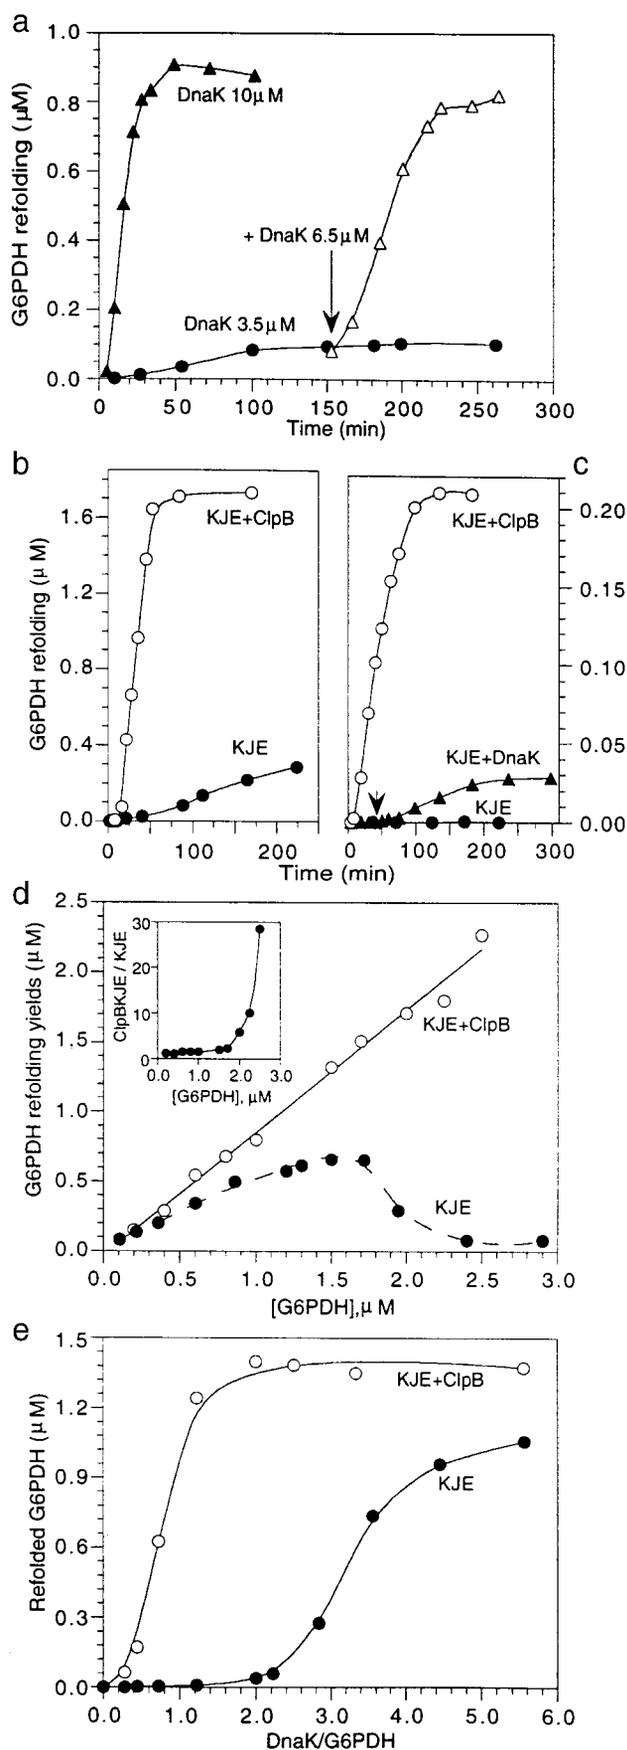 a
1.0
0.8
0.6
0.4
0.2
0.0
G6PDH refolding (μM)
DnaK 10μM
+ DnaK 6.5μM
DnaK 3.5μM
0 50 100 150 200 250 300
Time (min)
b
c
1.6
1.2
0.8
0.4
0.0
G6PDH refolding (μ M)
KJE+ClpB
KJE
0 100 200
KJE+ClpB
KJE+DnaK
KJE
0.20
0.15
0.10
0.05
0.00
0 100 200 300
Time (min)
d
2.5
2.0
1.5
1.0
0.5
0.0
G6PDH refolding yields (μ M)
30
20
10
0
ClpBKJE / KJE
0.0 1.0 2.0 3.0
[G6PDH], μM
KJE+ClpB
KJE
0.0 0.5 1.0 1.5 2.0 2.5 3.0
[G6PDH],μ M
e
1.5
1.2
0.9
0.6
0.3
0.0
Refolded G6PDH (μ M)
KJE+ClpB
KJE
0.0 1.0 2.0 3.0 4.0 5.0 6.0
DnaK/G6PDH